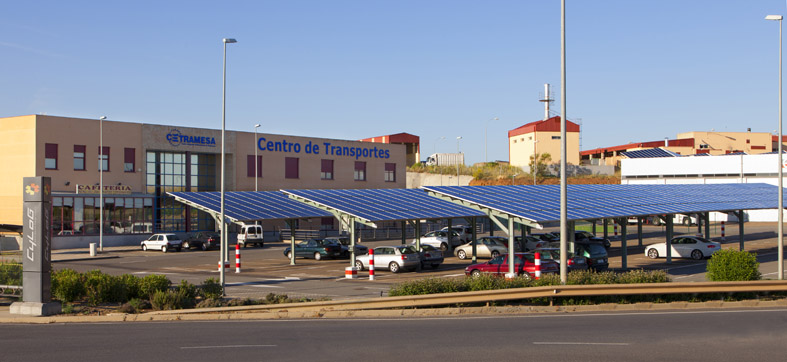 CETRAMESA
Centro de Transportes
CAFETERIA
CyLoG